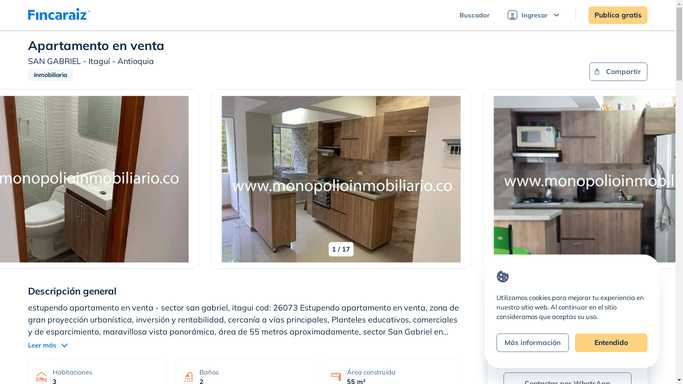 Fincaraiz
Buscador
Ingresar
Publica gratis
Apartamento en venta
SAN GABRIEL - Itaguí - Antioquia
Inmobiliaria
Compartir
www.monopolioinmobiliario.co
www.monopolioinmobiliario.co
www.monopolioinmobilia
1 / 17
Descripción general
estupendo apartamento en venta - sector san gabriel, itagui cod: 26073 Estupendo apartamento en venta, zona de
gran proyección urbanística, inversión y rentabilidad, cercanía a vías principales, Planteles educativos, comerciales
y de esparcimiento, maravillosa vista panorámica, área de 55 metros aproximadamente, sector San Gabriel en...
Leer más
Habitaciones
3
Baños
2
Área construida
55 m²
Utilizamos cookies para mejorar tu experiencia en
nuestro sitio web. Al continuar en el sitio
consideramos que aceptas su uso.
Más información
Entendido
Contactar por WhatsApp